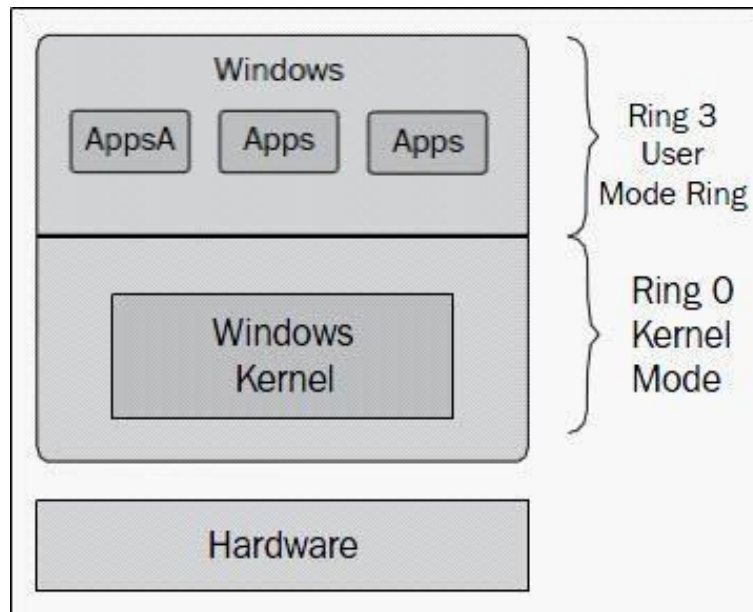 Windows
AppsA Apps Apps
Ring 3
User
Mode Ring
Windows
Kernel
Ring 0
Kernel
Mode
Hardware